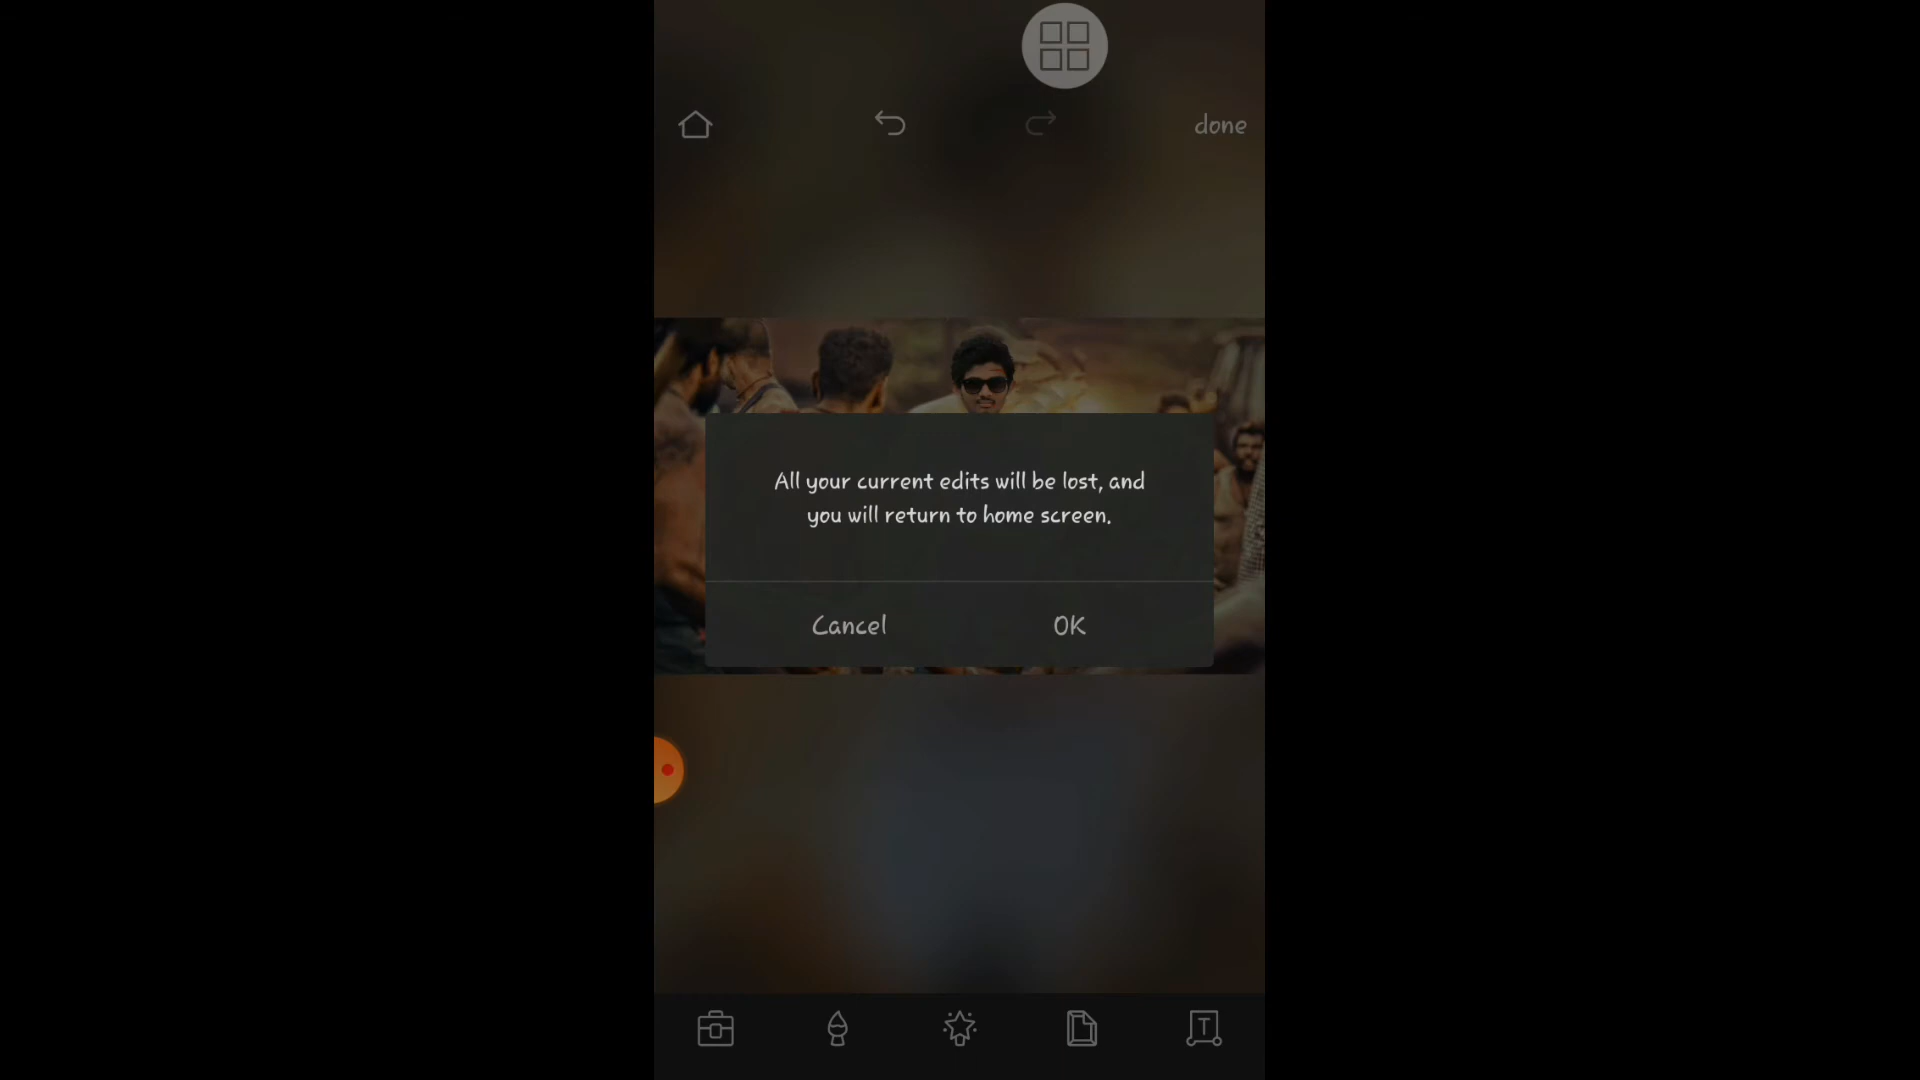 done
All your current edits will be lost, and
you will return to home screen.
Cancel
OK
T